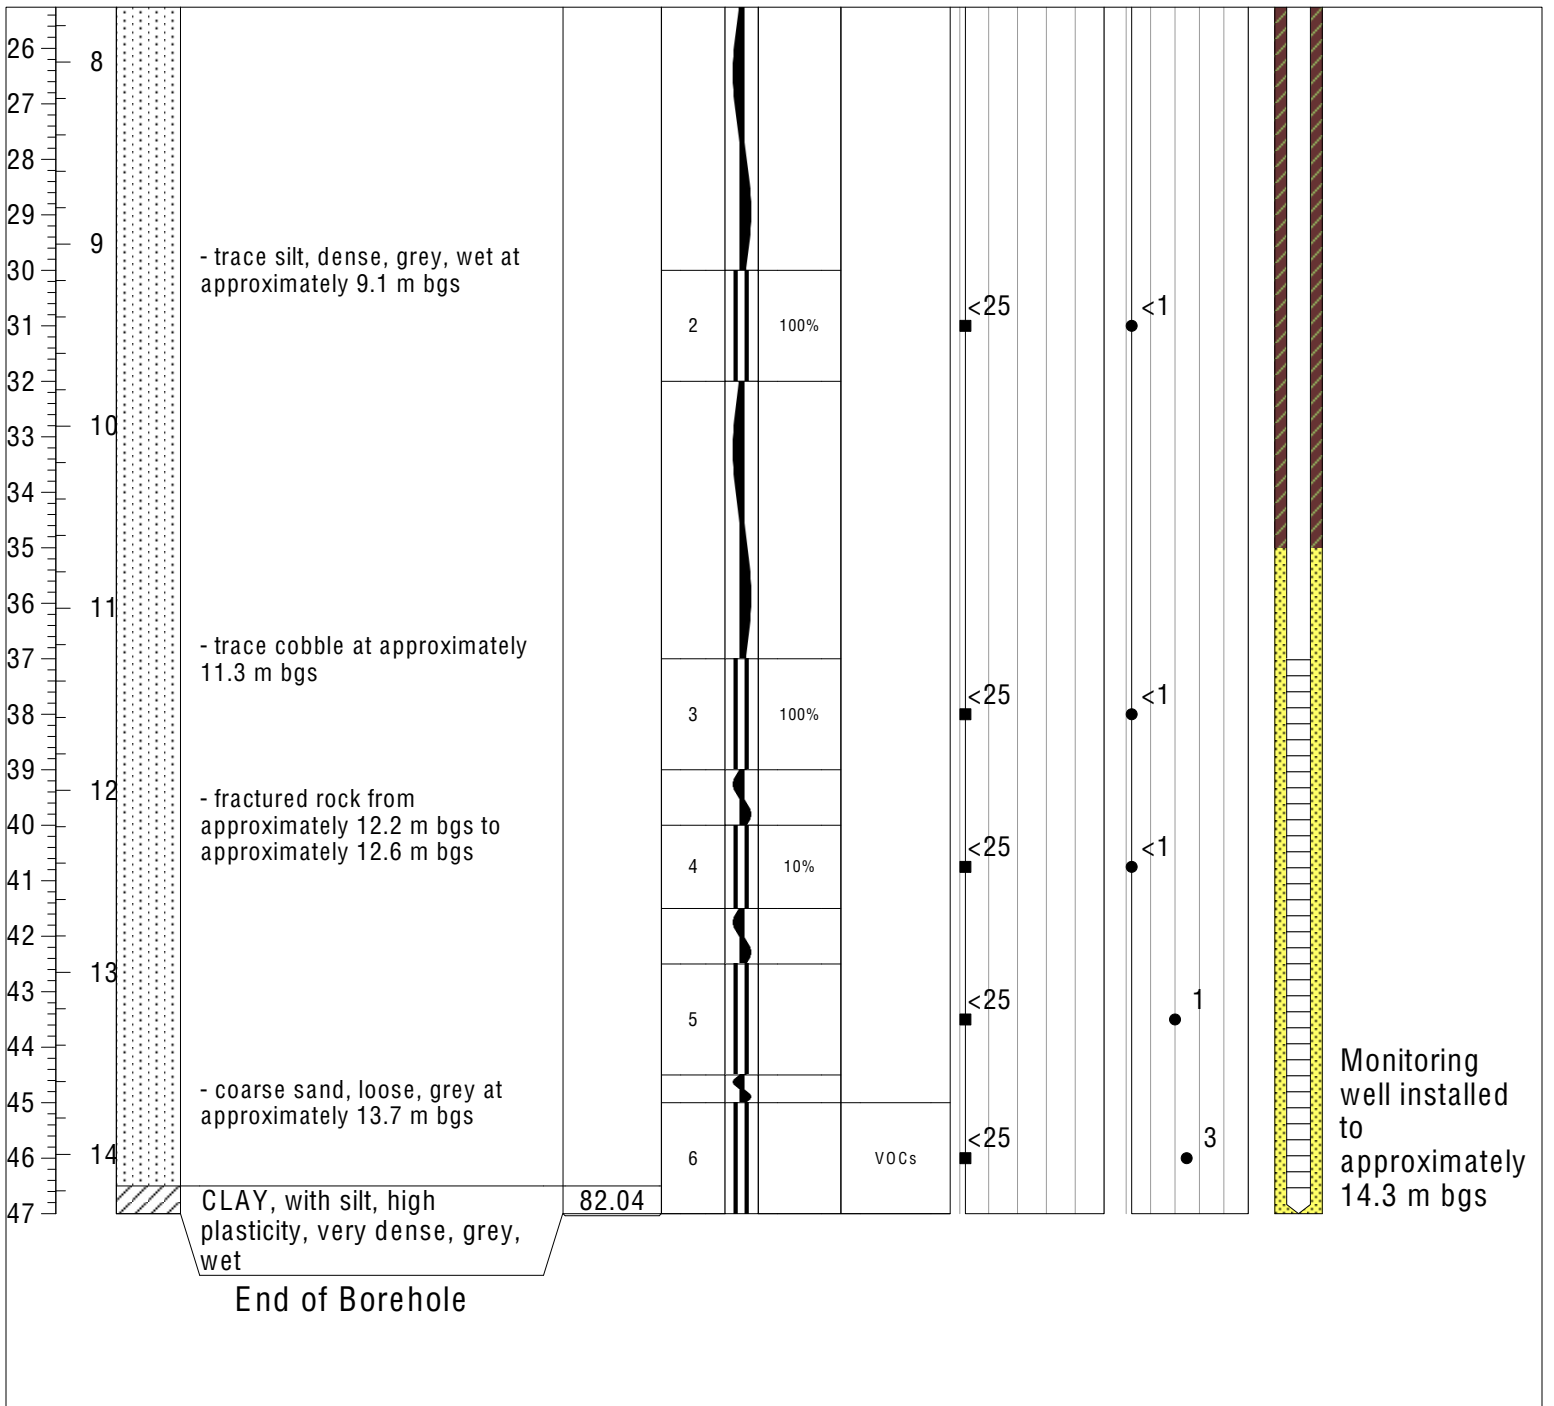 26
8
27
28
29
9
- trace silt, dense, grey, wet at
approximately 9.1 m bgs
30
31
2
100%
<25
<1
32
10
33
34
35
36
11
- trace cobble at approximately
11.3 m bgs
37
38
3
100%
<25
<1
39
12
- fractured rock from
approximately 12.2 m bgs to
approximately 12.6 m bgs
40
41
4
10%
<25
<1
42
13
43
5
<25
1
44
- coarse sand, loose, grey at
approximately 13.7 m bgs
45
46
14
6
VOCs
<25
3
47
CLAY, with silt, high
plasticity, very dense, grey,
wet
82.04
Monitoring
well installed
to
approximately
14.3 m bgs
End of Borehole